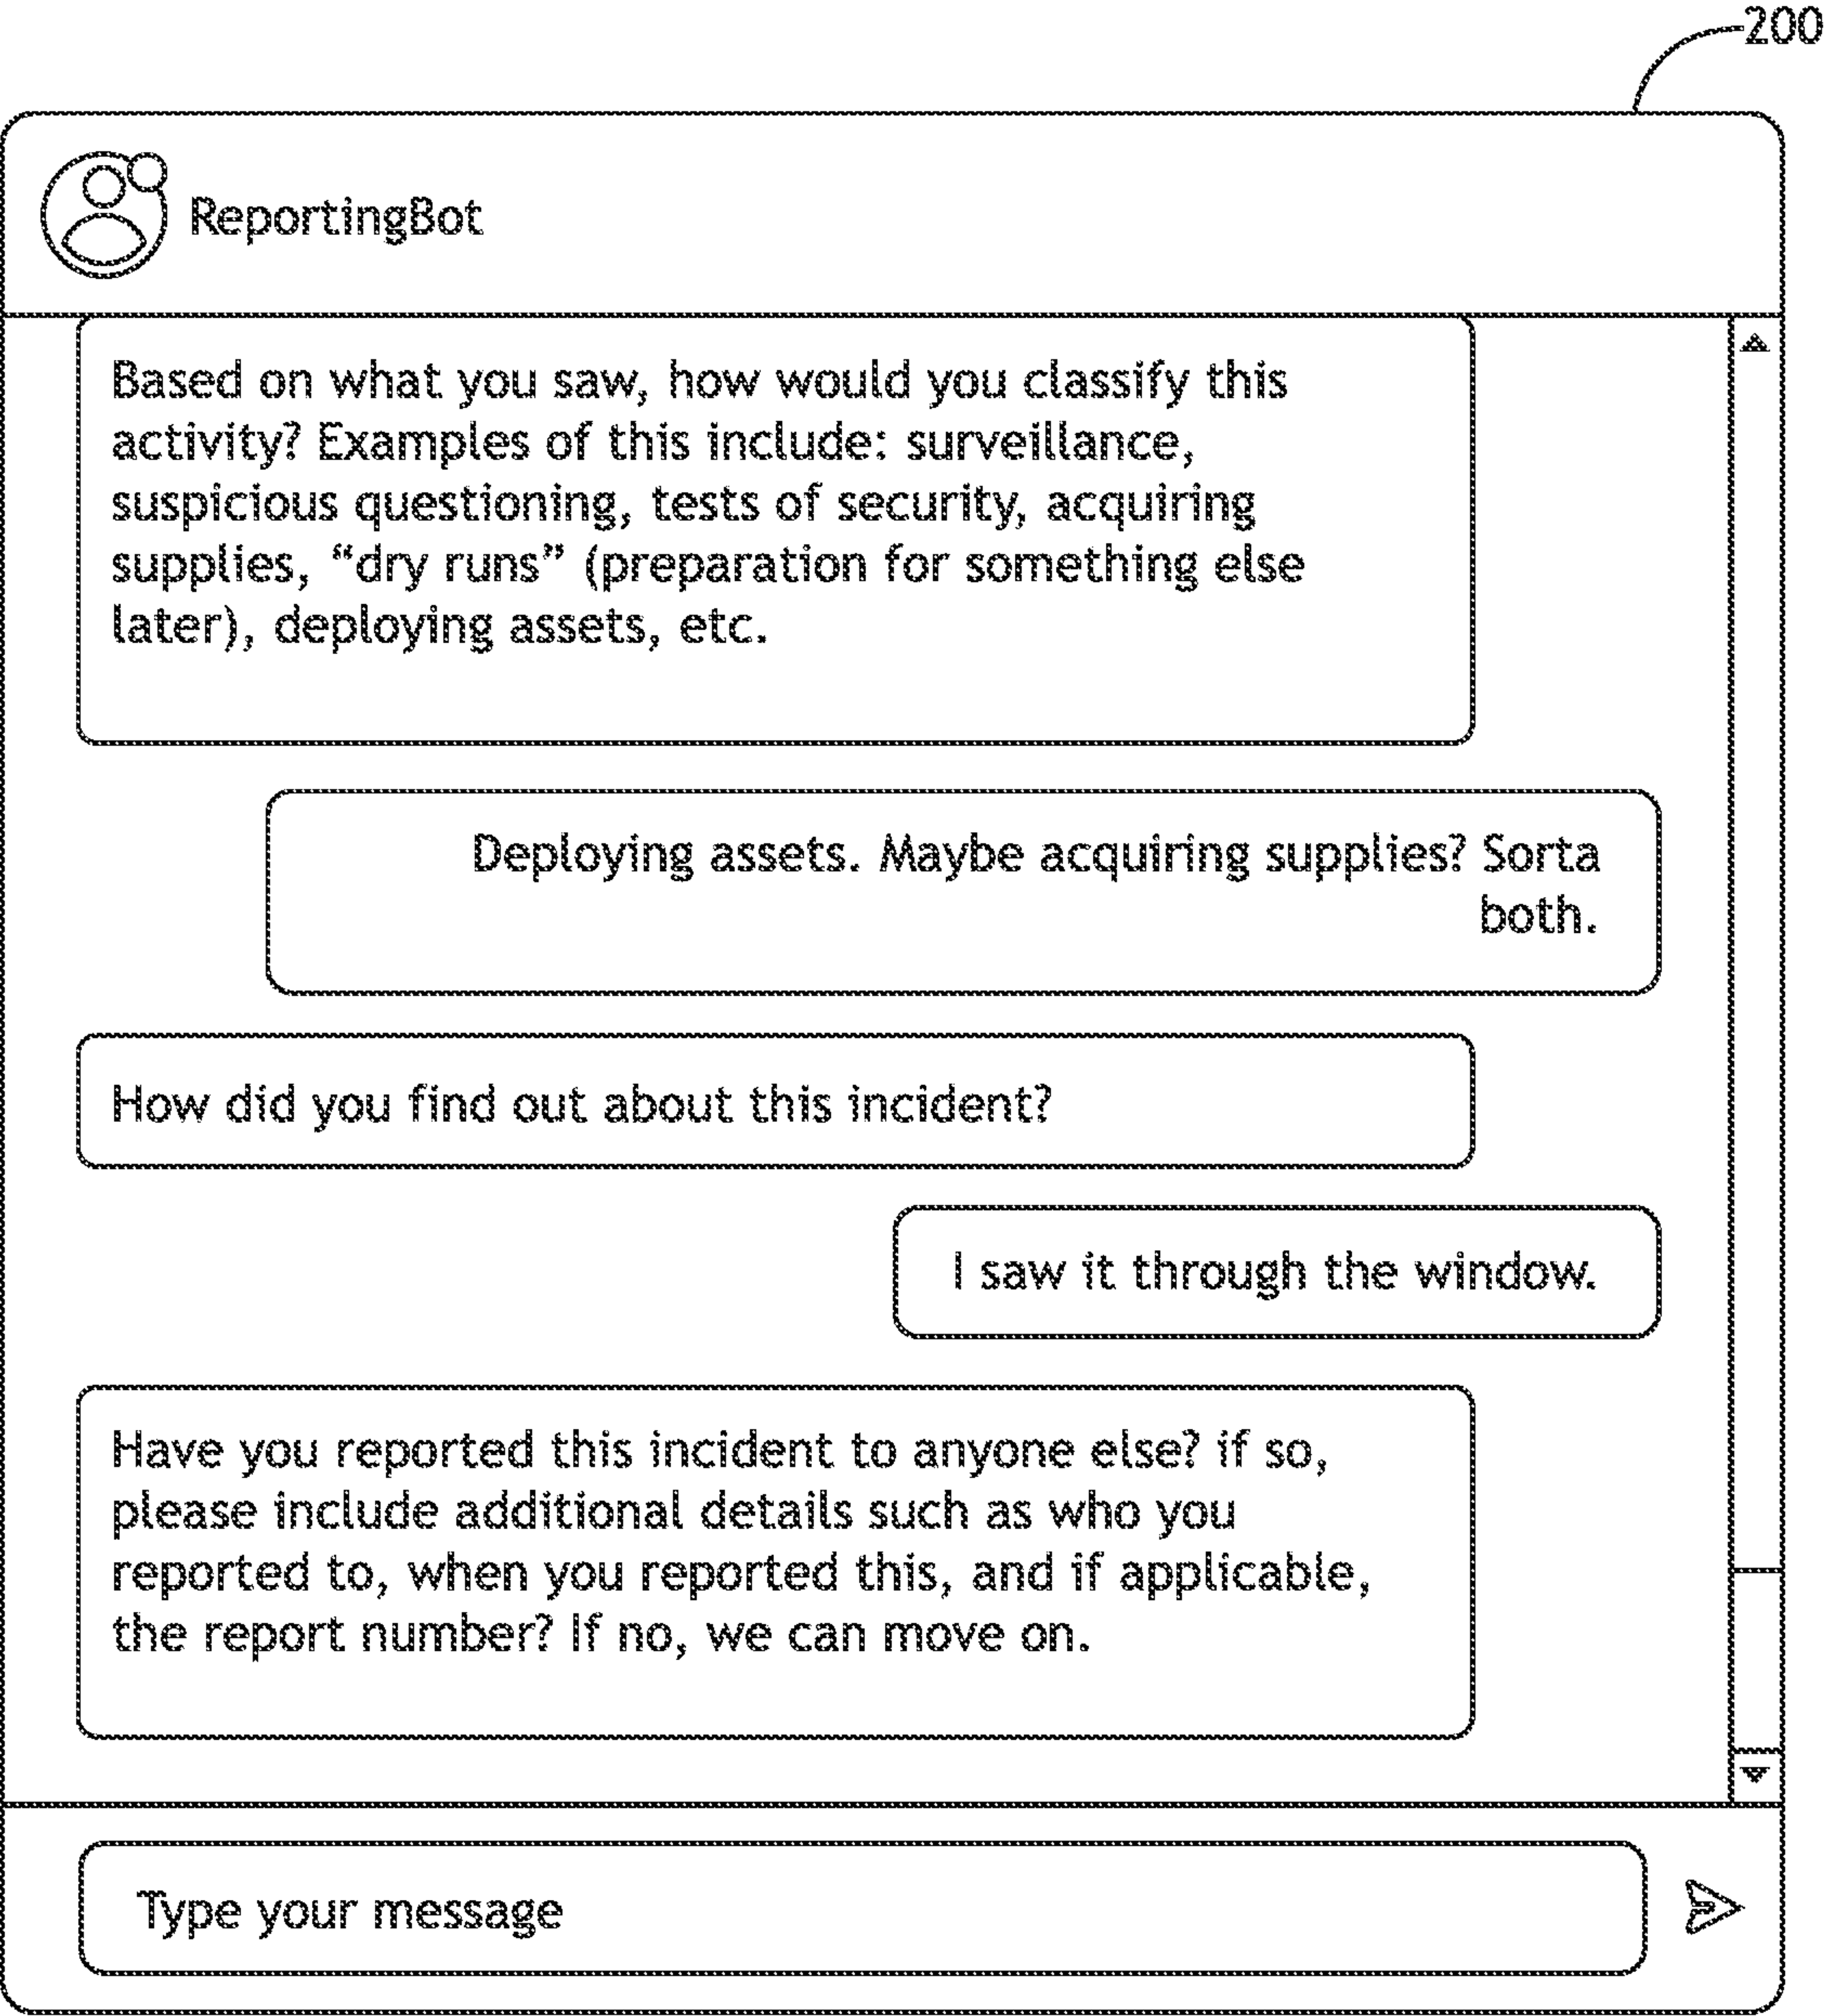 200
ReportingBot
Based on what you saw, how would you classify this
activity? Examples of this include: surveillance,
suspicious questioning, tests of security, acquiring
supplies, “dry runs” (preparation for something else
later), deploying assets, etc.
Deploying assets. Maybe acquiring supplies? Sorta
both.
How did you find out about this incident?
I saw it through the window.
Have you reported this incident to anyone else? if so,
please include additional details such as who you
reported to, when you reported this, and if applicable,
the report number? If no, we can move on.
Type your message